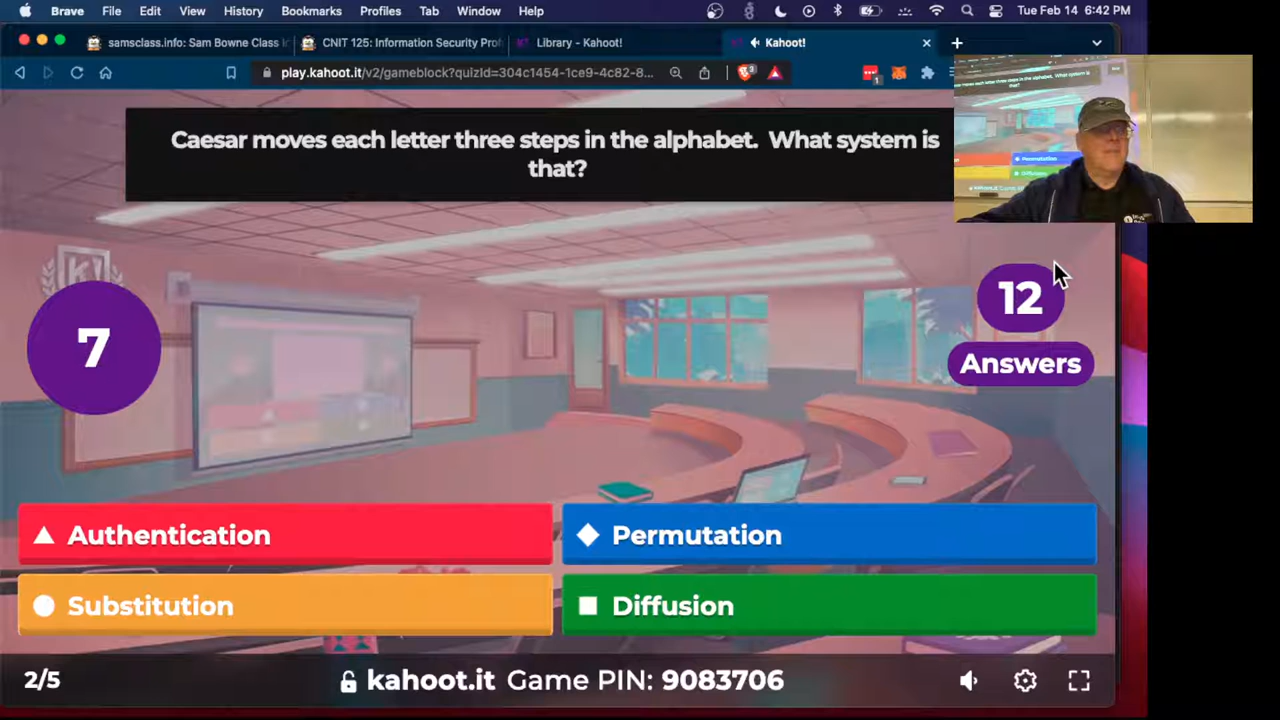 Brave File Edit View History Bookmarks Profiles Tab Window Help Tue Feb 14 6:42 PM
samsclass.info: Sam Bowne Class I CNIT 125: Information Security Prof Library - Kahoot! Kahoot!
play.kahoot.it/v2/gameblock?quizId=304c1454-1ce9-4c82-8...
Caesar moves each letter three steps in the alphabet. What system is
that?
7
12
Answers
Authentication
Permutation
Substitution
Diffusion
2/5
kahoot.it Game PIN: 9083706